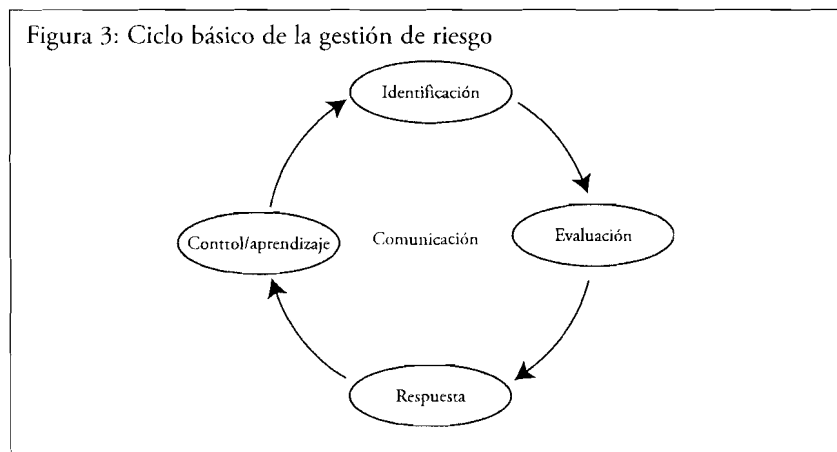 Figura 3: Ciclo básico de la gestión de riesgo
Identificación
Control/aprendizaje
Comunicación
Evaluación
Respuesta